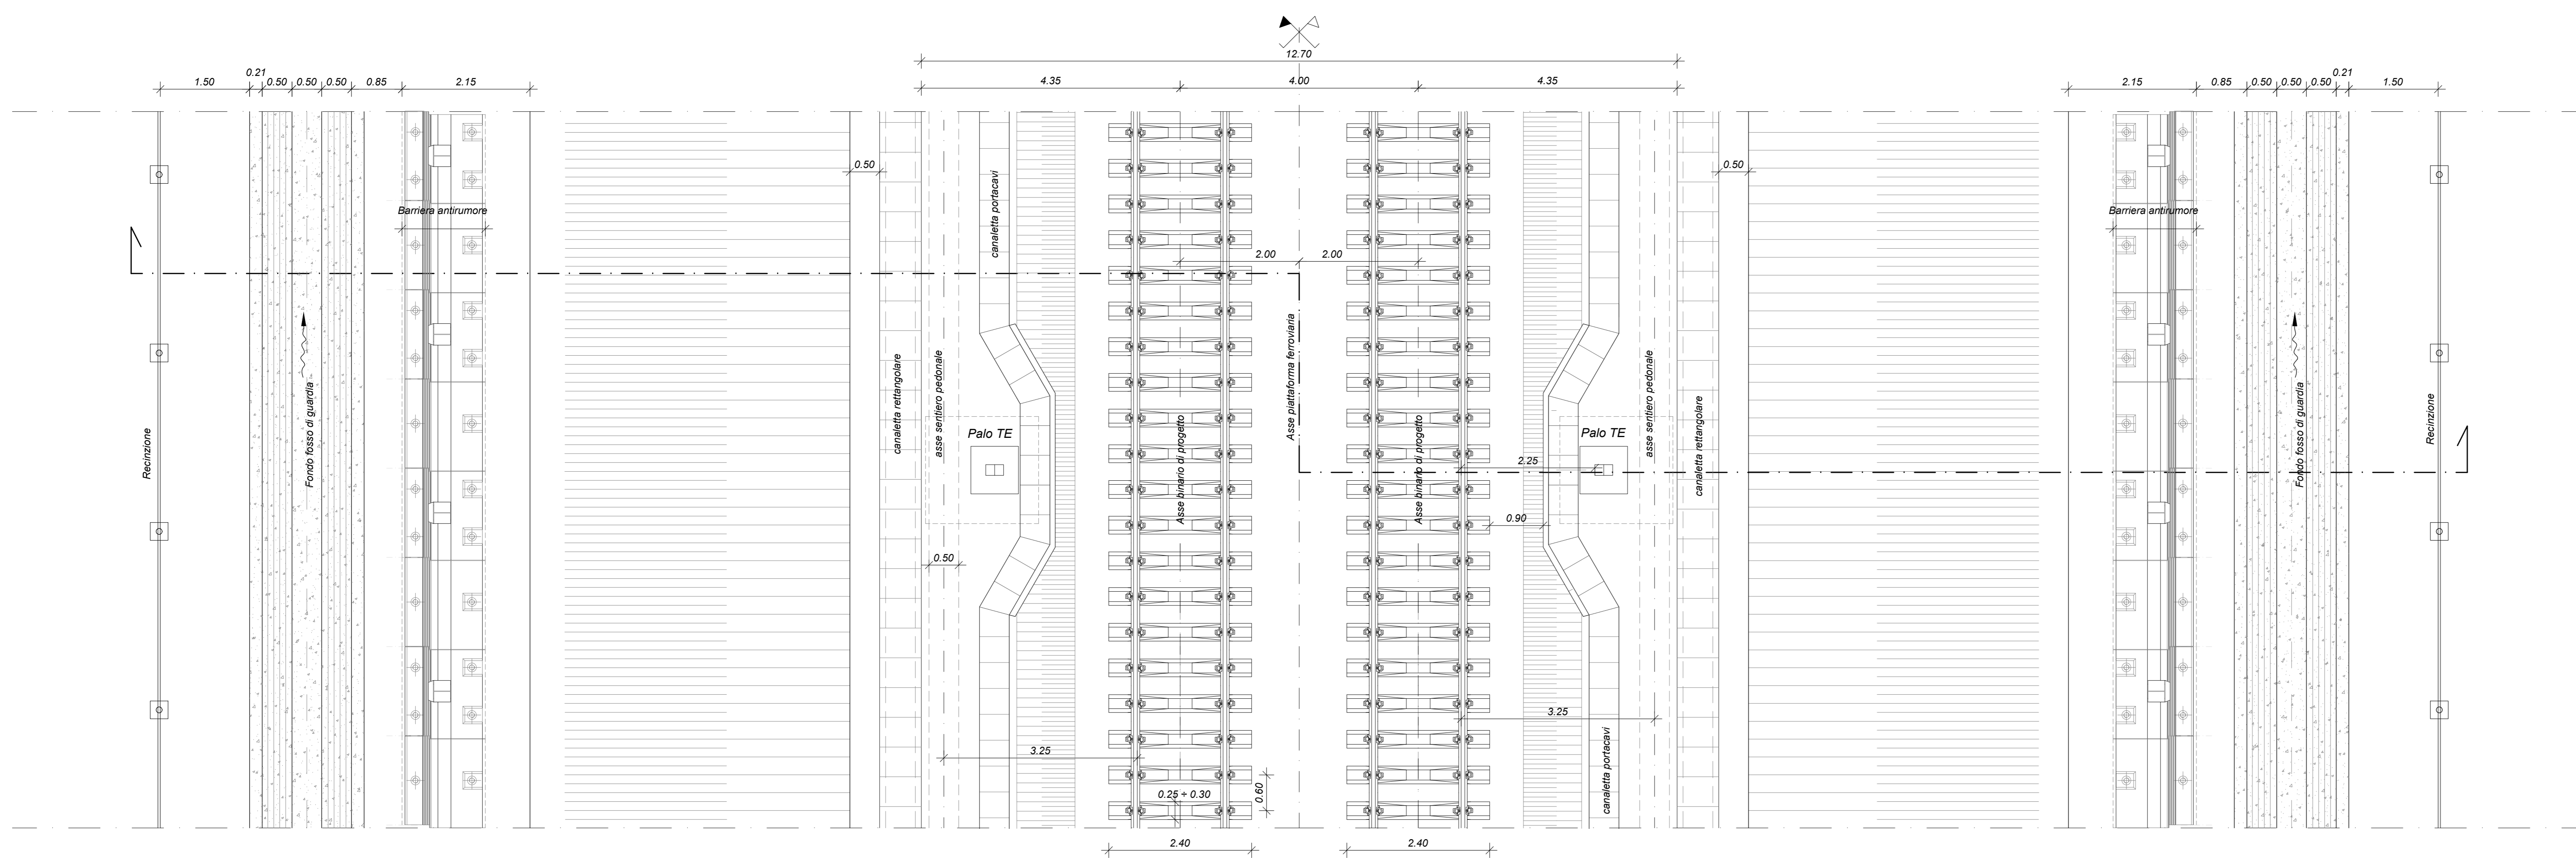 12.70
4.35
4.00
4.35
1.50
0.21
0.50
0.50
0.50
0.85
2.15
2.15
0.85
0.50
0.50
0.50
0.21
1.50
0.50
0.50
canaletta portacavi
Barriera antirumore
Barriera antirumore
2.00
2.00
Recinzione
Fondo fosso di guardia
canaletta rettangolare
asse sentiero pedonale
Palo TE
Asse binario di progetto
Asse piattaforma ferroviaria
Asse binario di progetto
2.25
Palo TE
asse sentiero pedonale
canaletta rettangolare
Fondo fosso di guardia
Recinzione
0.90
0.50
3.25
3.25
canaletta portacavi
0.25 ÷ 0.30
0.60
2.40
2.40